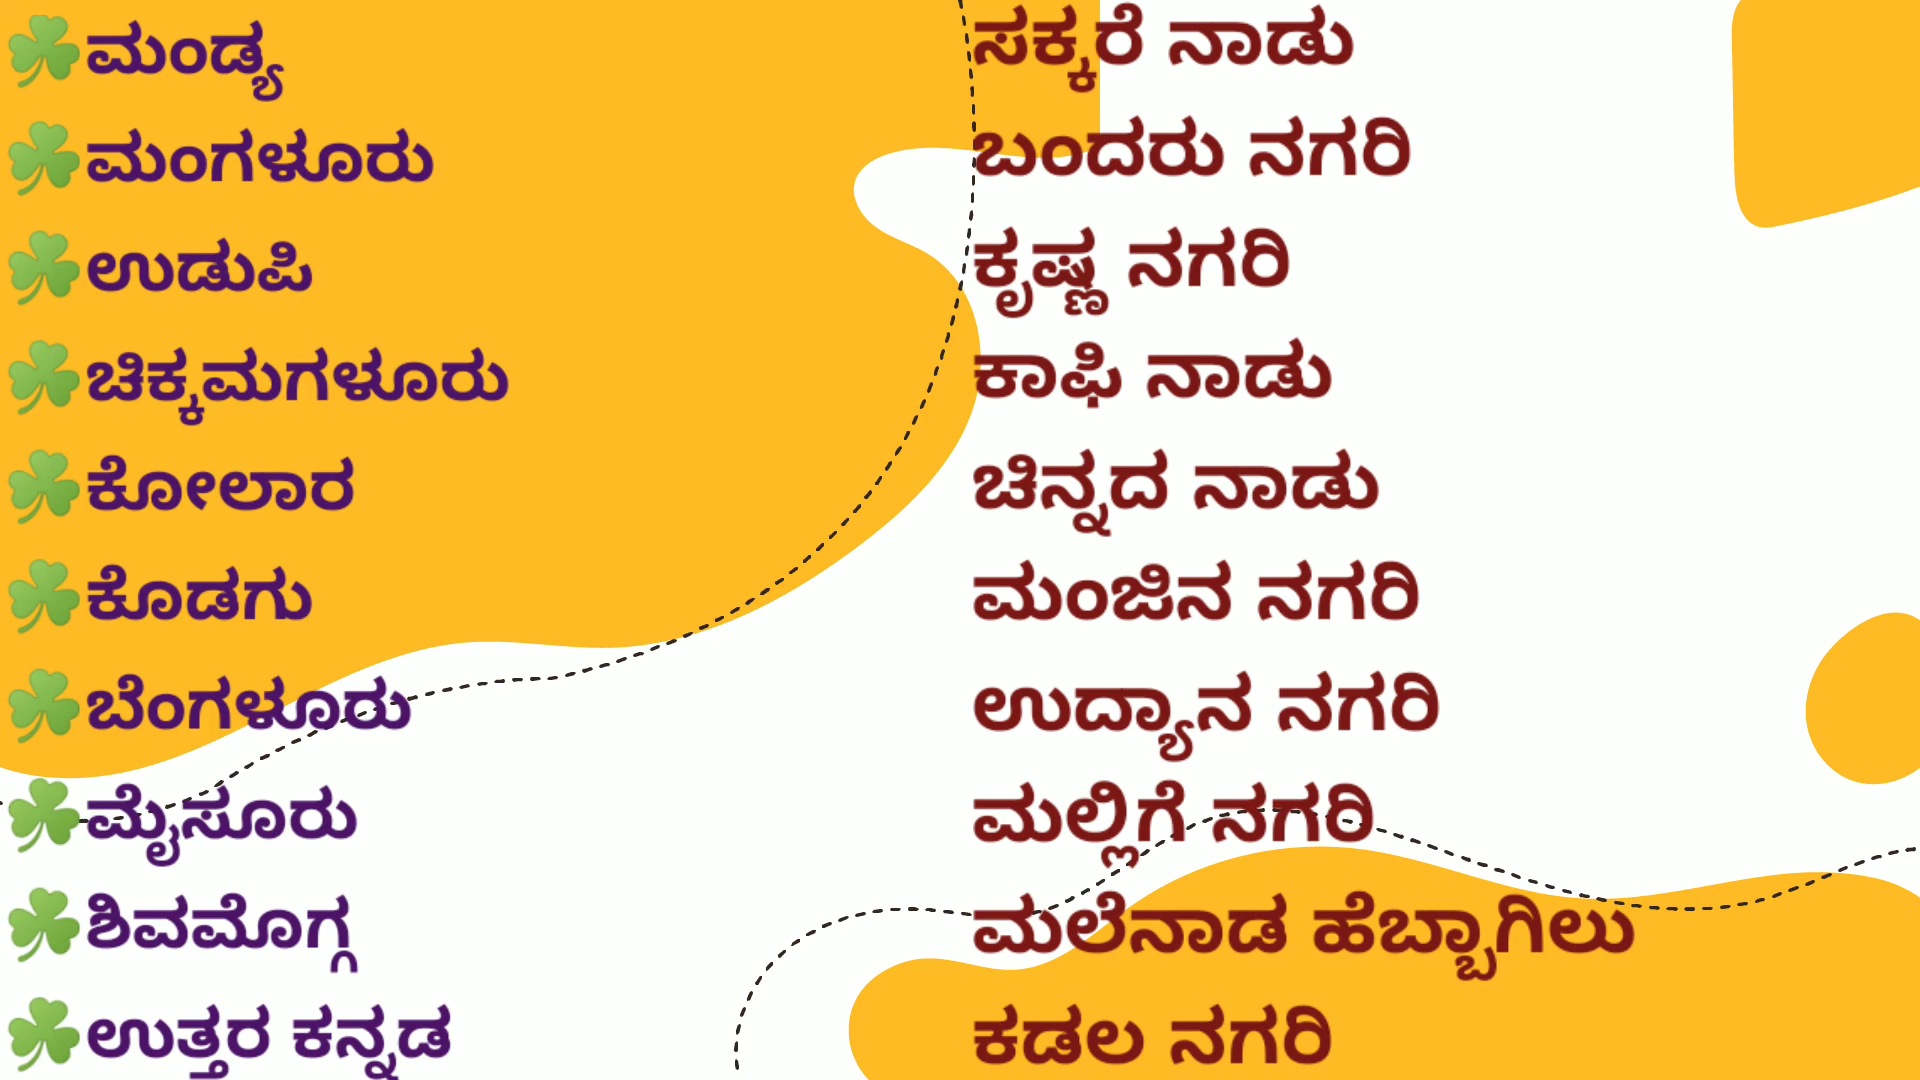 ☘️ಮಂಡ್ಯ ಸಕ್ಕರೆ ನಾಡು
☘️ಮಂಗಳೂರು ಬಂದರು ನಗರಿ
☘️ಉಡುಪಿ ಕೃಷ್ಣ ನಗರಿ
☘️ಚಿಕ್ಕಮಗಳೂರು ಕಾಫಿ ನಾಡು
☘️ಕೋಲಾರ ಚಿನ್ನದ ನಾಡು
☘️ಕೊಡಗು ಮಂಜಿನ ನಗರಿ
☘️ಬೆಂಗಳೂರು ಉದ್ಯಾನ ನಗರಿ
☘️ಮೈಸೂರು ಮಲ್ಲಿಗೆ ನಗರಿ
☘️ಶಿವಮೊಗ್ಗ ಮಲೆನಾಡ ಹೆಬ್ಬಾಗಿಲು
☘️ಉತ್ತರ ಕನ್ನಡ ಕಡಲ ನಗರಿ